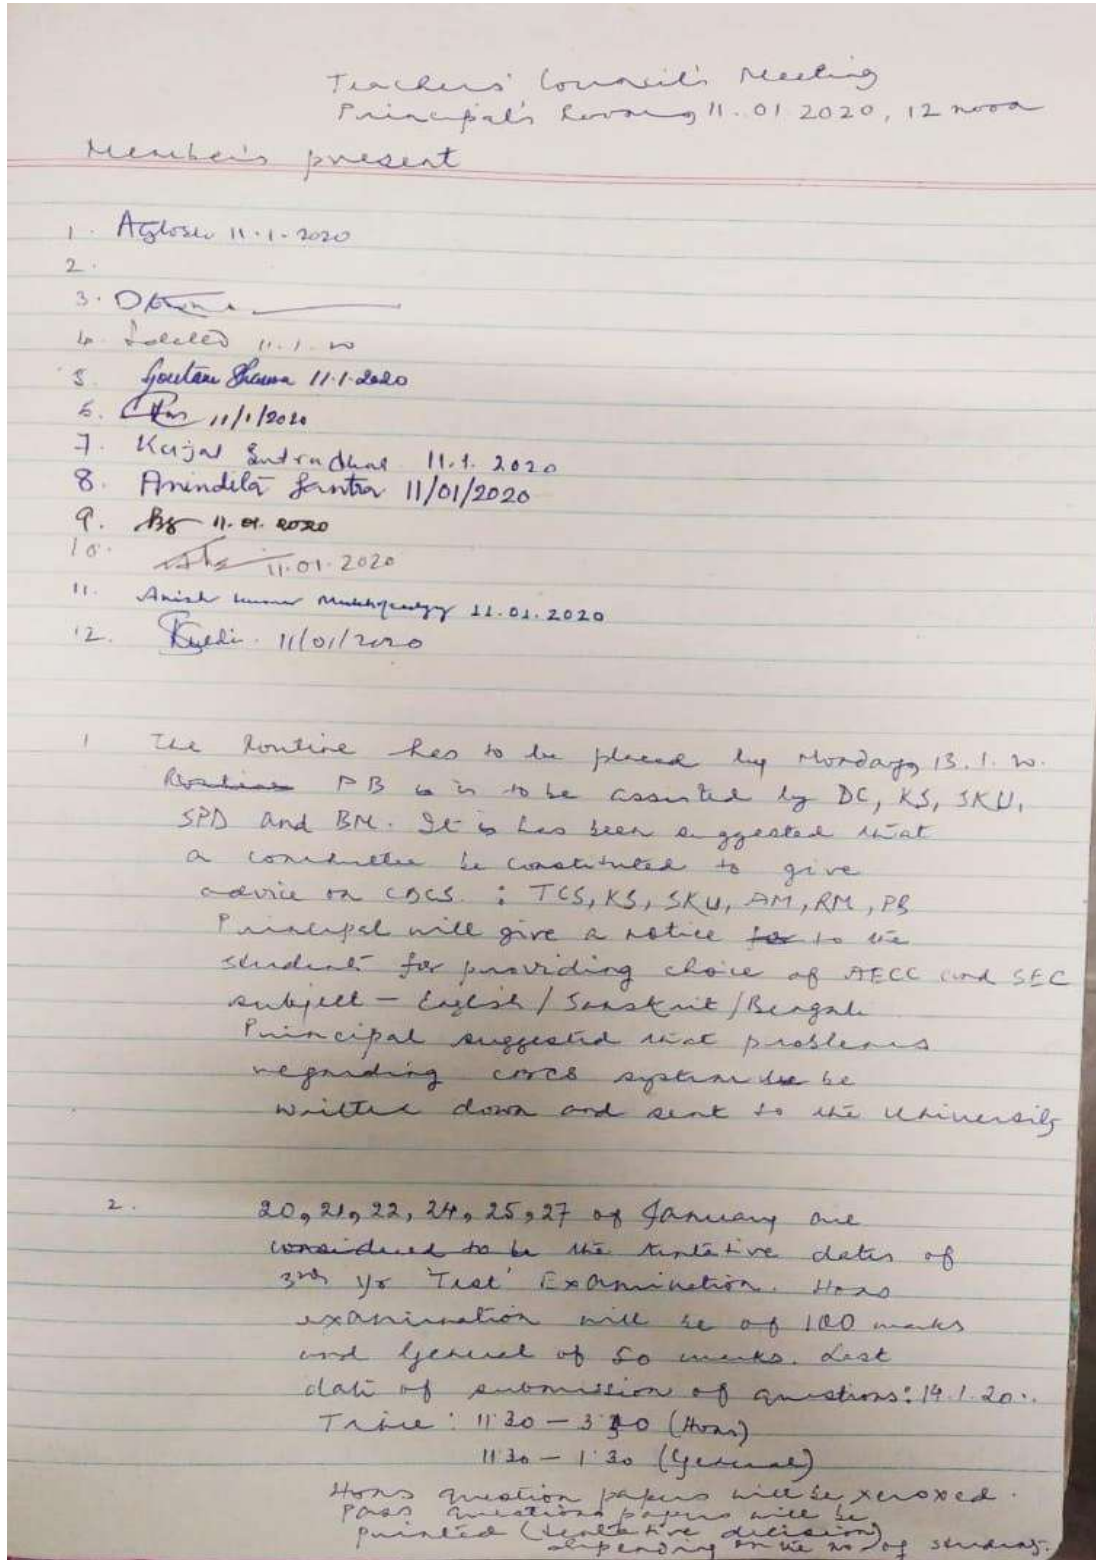 Teachers' Council's Meeting
Principal's Room, 11.01.2020, 12 noon
Member's present
1. AGhosh 11.1.2020
2.
3.
4. 11.1.20
5. Goutam Sharma 11.1.2020
6. 11/1/2020
7. Kajal Sutradhar 11.1.2020
8. Anindita Santra 11/01/2020
9. 11.01.2020
10. 11.01.2020
11. Anish Kumar Mukhopadhyay 11.01.2020
12. 11/01/2020
1 The Routine has to be placed by Monday, 13.1.20.
Routine PB is to be assisted by DC, KS, SKU,
SPD and BM. It is has been suggested that
a committee be constituted to give
advice on CBCS : TCS, KS, SKU, AM, RM, PB
Principal will give a notice for to the
students for providing choice of AECC and SEC
subject - English / Sanskrit / Bengali
Principal suggested that problems
regarding CBCS system be
written down and sent to the University
2. 20, 21, 22, 24, 25, 27 of January are
considered to be the tentative dates of
3rd yr 'Test' Examination. Hons
examination will be of 100 marks
and General of 50 marks. Last
date of submission of questions: 14.1.20.
Time : 11:30 - 3:30 (Hons)
11:30 - 1:30 (General)
Hons question papers will be xeroxed.
Pass questions papers will be
printed (tentative decision)
depending on the no of students.